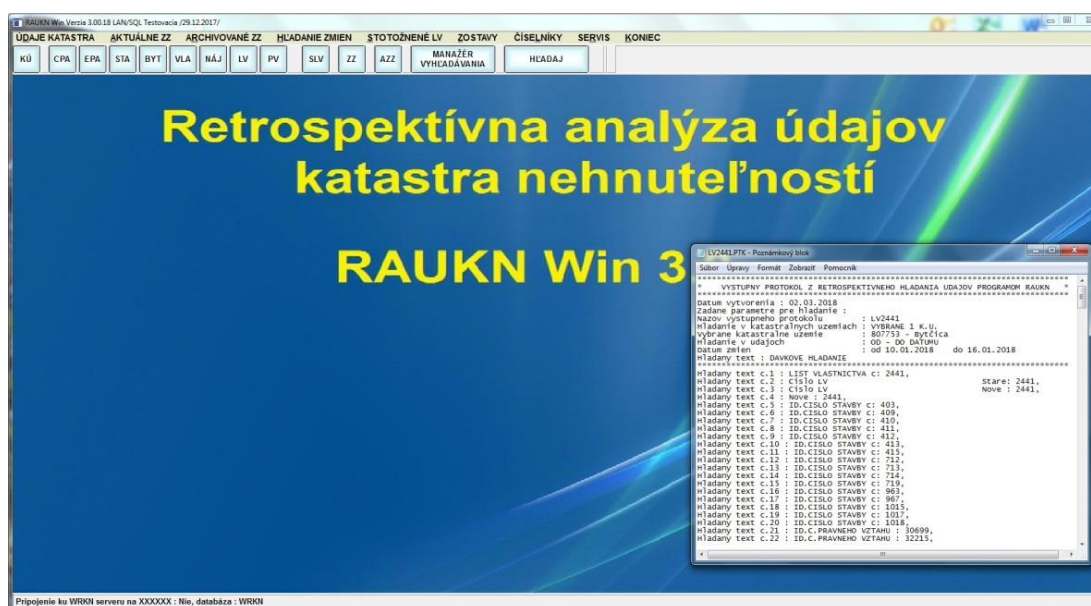 RAUKN Win Verzia 3.00.18 LAN/SQL Testovacia /29.12.2017/
ÚDAJE KATASTRA AKTUÁLNE ZZ ARCHIVOVANÉ ZZ HĽADANIE ZMIEN STOTOŽNENÉ LV ZOSTAVY ČÍSELNÍKY SERVIS KONIEC
KÚ CPA EPA STA BYT VLA NÁJ LV PV SLV ZZ AZZ MANAŽÉR VYHĽADÁVANIA HĽADAJ
Retrospektívna analýza údajov
katastra nehnuteľností
RAUKN Win 3
LV2441.PTK - Poznámkový blok
Súbor Úpravy Formát Zobraziť Pomocník
* VYSTUPNY PROTOKOL Z RETROSPEKTIVNEHO HLADANIA UDAJOV PROGRAMOM RAUKN *
Datum vytvorenia : 02.03.2018
Zadane parametre pre hladanie :
Nazov vystupneho protokolu : LV2441
Hladanie v katastralnych uzemiach : VYBRANE 1 K.U.
Vybrane katastralne uzemie : 807753 - Bytčica
Hladanie v udajoch : OD - DO DATUMU
Datum zmien : od 10.01.2018 do 16.01.2018
Hladany text : DAVKOVE HLADANIE
Hladany text c.1 : LIST VLASTNICTVA c: 2441,
Hladany text c.2 : Cislo LV Stare: 2441,
Hladany text c.3 : Cislo LV Nove : 2441,
Hladany text c.4 : Nove : 2441,
Hladany text c.5 : ID.CISLO STAVBY c: 403,
Hladany text c.6 : ID.CISLO STAVBY c: 409,
Hladany text c.7 : ID.CISLO STAVBY c: 410,
Hladany text c.8 : ID.CISLO STAVBY c: 411,
Hladany text c.9 : ID.CISLO STAVBY c: 412,
Hladany text c.10 : ID.CISLO STAVBY c: 413,
Hladany text c.11 : ID.CISLO STAVBY c: 415,
Hladany text c.12 : ID.CISLO STAVBY c: 712,
Hladany text c.13 : ID.CISLO STAVBY c: 713,
Hladany text c.14 : ID.CISLO STAVBY c: 714,
Hladany text c.15 : ID.CISLO STAVBY c: 719,
Hladany text c.16 : ID.CISLO STAVBY c: 963,
Hladany text c.17 : ID.CISLO STAVBY c: 967,
Hladany text c.18 : ID.CISLO STAVBY c: 1015,
Hladany text c.19 : ID.CISLO STAVBY c: 1017,
Hladany text c.20 : ID.CISLO STAVBY c: 1018,
Hladany text c.21 : ID.C.PRAVNEHO VZTAHU : 30699,
Hladany text c.22 : ID.C.PRAVNEHO VZTAHU : 32215,
Pripojenie ku WRKN serveru na XXXXXX : Nie, databáza : WRKN